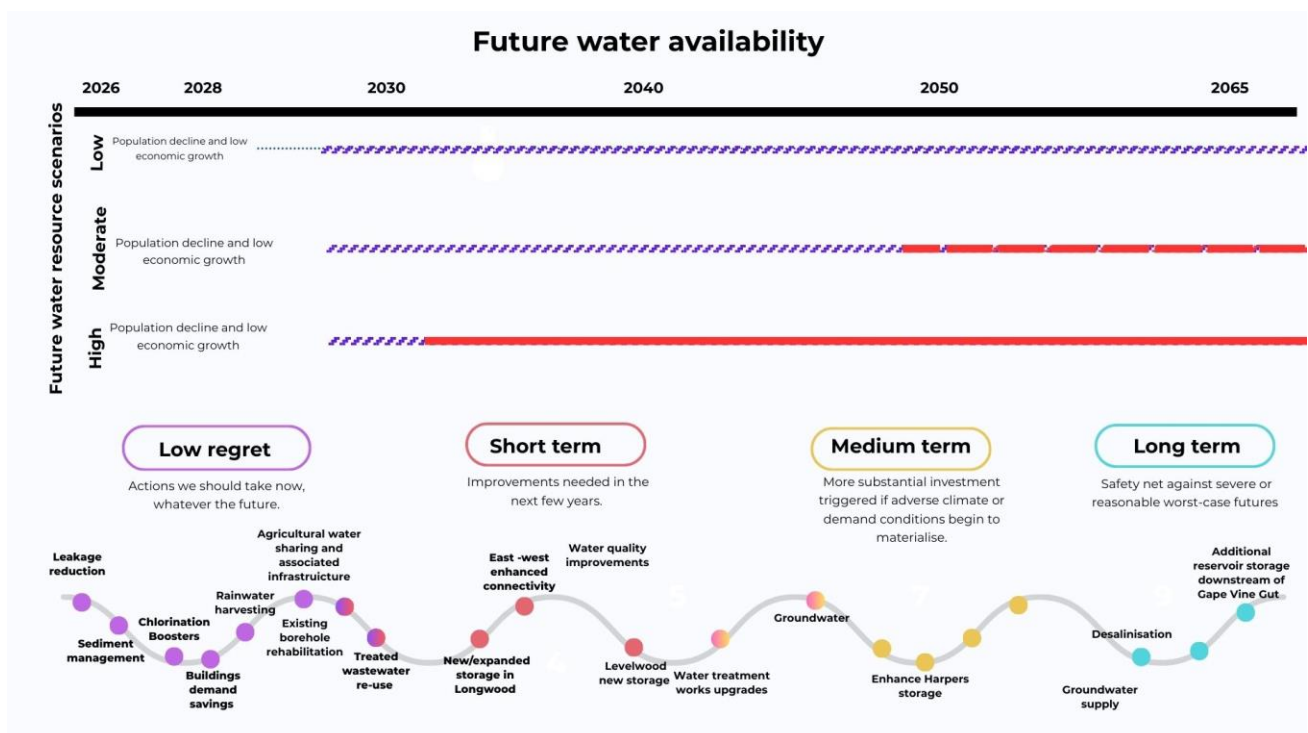 Future water availability
2026 2028 2030 2040 2050 2065
Future water resource scenarios
Low
Population decline and low
economic growth
Moderate
Population decline and low
economic growth
High
Population decline and low
economic growth
Low regret
Actions we should take now,
whatever the future.
Short term
Improvements needed in the
next few years.
Medium term
More substantial investment
triggered if adverse climate or
demand conditions begin to
materialise.
Long term
Safety net against severe or
reasonable worst-case futures
Leakage
reduction
Sediment
management
Chlorination
Boosters
Buildings
demand
savings
Rainwater
harvesting
Agricultural water
sharing and
associated
infrastruicture
Existing
borehole
rehabilitation
Treated
wastewater
re-use
New/expanded
storage in
Longwood
East -west
enhanced
connectivity
Water quality
improvements
Levelwood
new storage
Water treatment
works upgrades
Groundwater
Enhance Harpers
storage
Desalinisation
Groundwater
supply
Additional
reservoir storage
downstream of
Gape Vine Gut
4
5
7
9